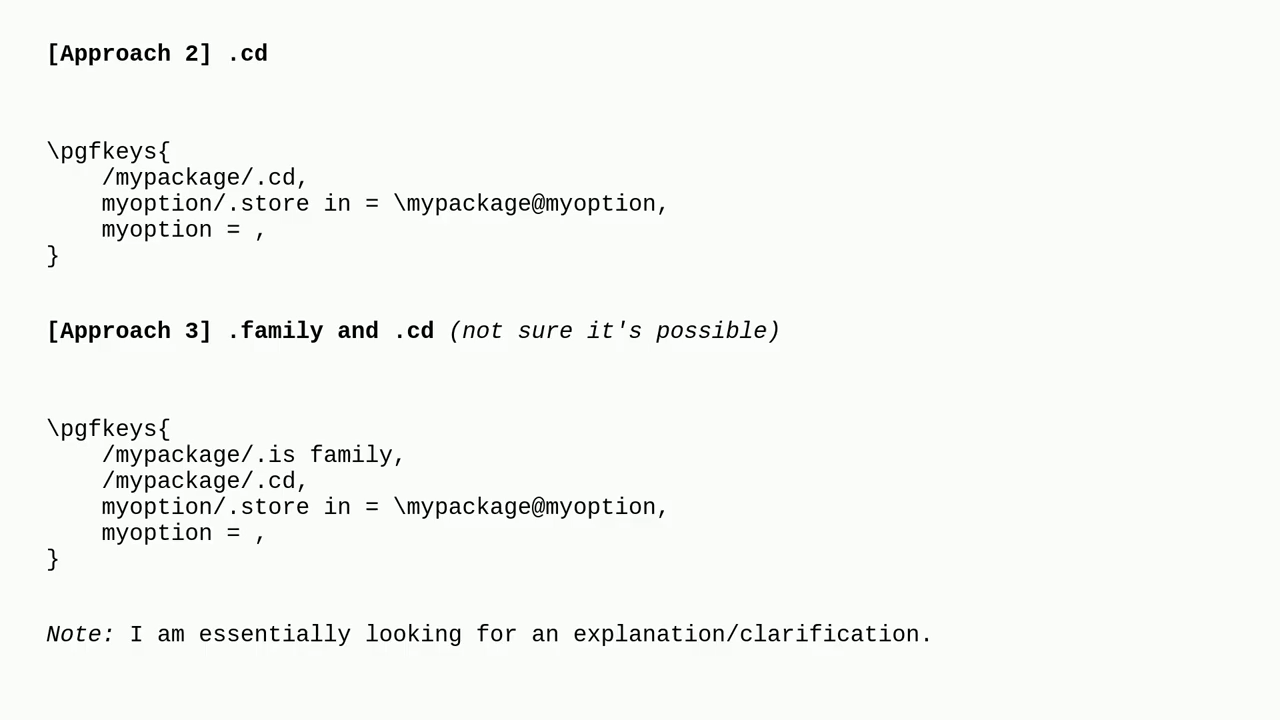 [Approach 2] .cd
\pgfkeys{
    /mypackage/.cd,
    myoption/.store in = \mypackage@myoption,
    myoption = ,
}
[Approach 3] .family and .cd (not sure it's possible)
\pgfkeys{
    /mypackage/.is family,
    /mypackage/.cd,
    myoption/.store in = \mypackage@myoption,
    myoption = ,
}
Note: I am essentially looking for an explanation/clarification.